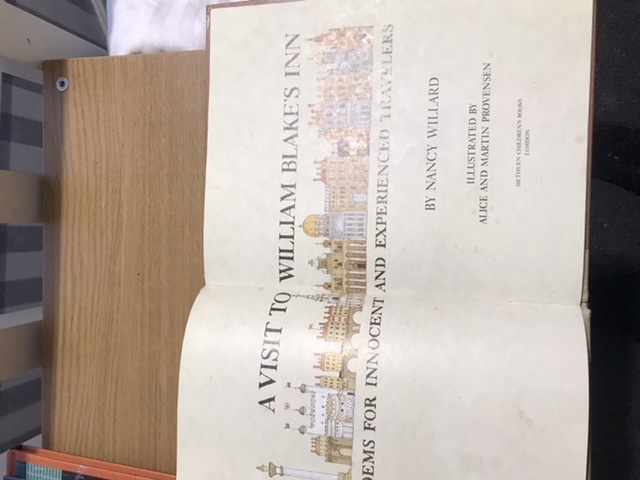 A VISIT TO WILLIAM BLAKE'S INN
OEMS FOR INNOCENT AND EXPERIENCED TRAVELERS
BY NANCY WILLARD
ILLUSTRATED BY
ALICE AND MARTIN PROVENSEN
METHUEN CHILDREN'S BOOKS
LONDON